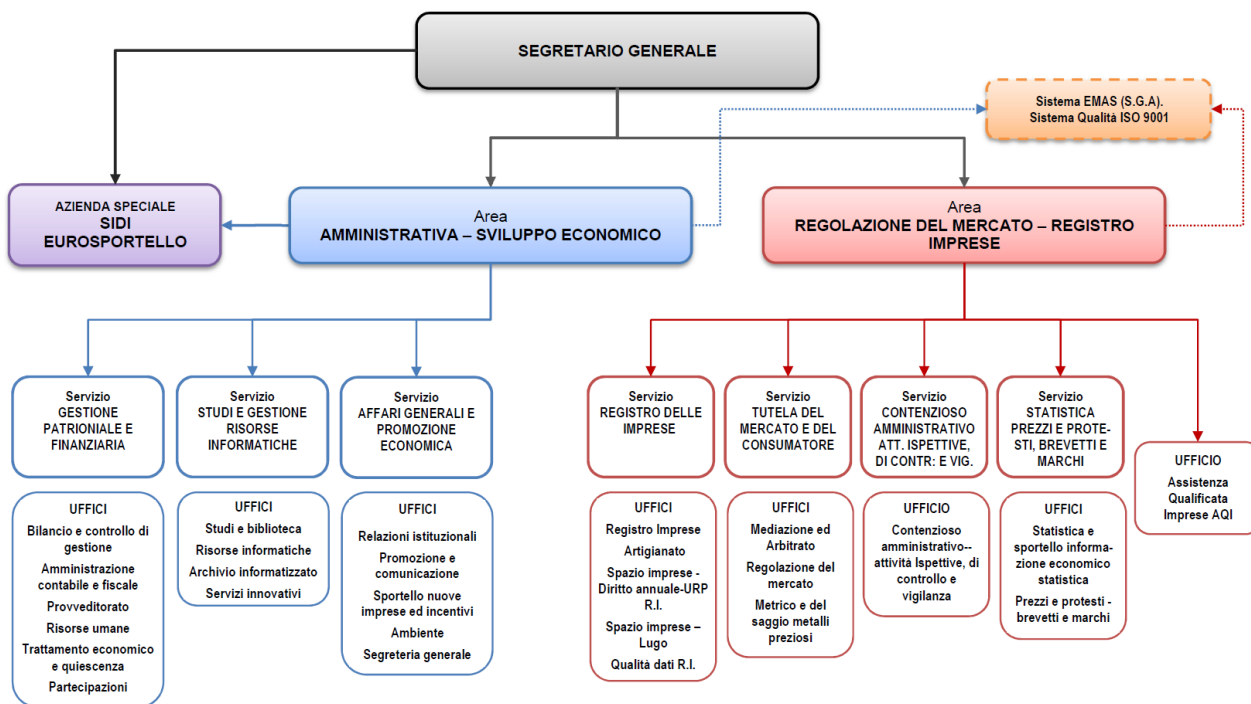 SEGRETARIO GENERALE
Sistema EMAS (S.G.A).
Sistema Qualità ISO 9001
AZIENDA SPECIALE
SIDI
EUROSPORTELLO
Area
AMMINISTRATIVA – SVILUPPO ECONOMICO
Area
REGOLAZIONE DEL MERCATO – REGISTRO
IMPRESE
Servizio
GESTIONE
PATRIONIALE E
FINANZIARIA
Servizio
STUDI E GESTIONE
RISORSE
INFORMATICHE
Servizio
AFFARI GENERALI E
PROMOZIONE
ECONOMICA
Servizio
REGISTRO DELLE
IMPRESE
Servizio
TUTELA DEL
MERCATO E DEL
CONSUMATORE
Servizio
CONTENZIOSO
AMMINISTRATIVO
ATT. ISPETTIVE,
DI CONTR: E VIG.
Servizio
STATISTICA
PREZZI E PROTE-
STI, BREVETTI E
MARCHI
UFFICIO
Assistenza
Qualificata
Imprese AQI
UFFICI
Bilancio e controllo di
gestione
Amministrazione
contabile e fiscale
Provveditorato
Risorse umane
Trattamento economico
e quiescenza
Partecipazioni
UFFICI
Studi e biblioteca
Risorse informatiche
Archivio informatizzato
Servizi innovativi
UFFICI
Relazioni istituzionali
Promozione e
comunicazione
Sportello nuove
imprese ed incentivi
Ambiente
Segreteria generale
UFFICI
Registro Imprese
Artigianato
Spazio imprese -
Diritto annuale-URP
R.I.
Spazio imprese –
Lugo
Qualità dati R.I.
UFFICI
Mediazione ed
Arbitrato
Regolazione del
mercato
Metrico e del
saggio metalli
preziosi
UFFICIO
Contenzioso
amministrativo--
attività Ispettive, di
controllo e
vigilanza
UFFICI
Statistica e
sportello informa-
zione economico
statistica
Prezzi e protesti -
brevetti e marchi